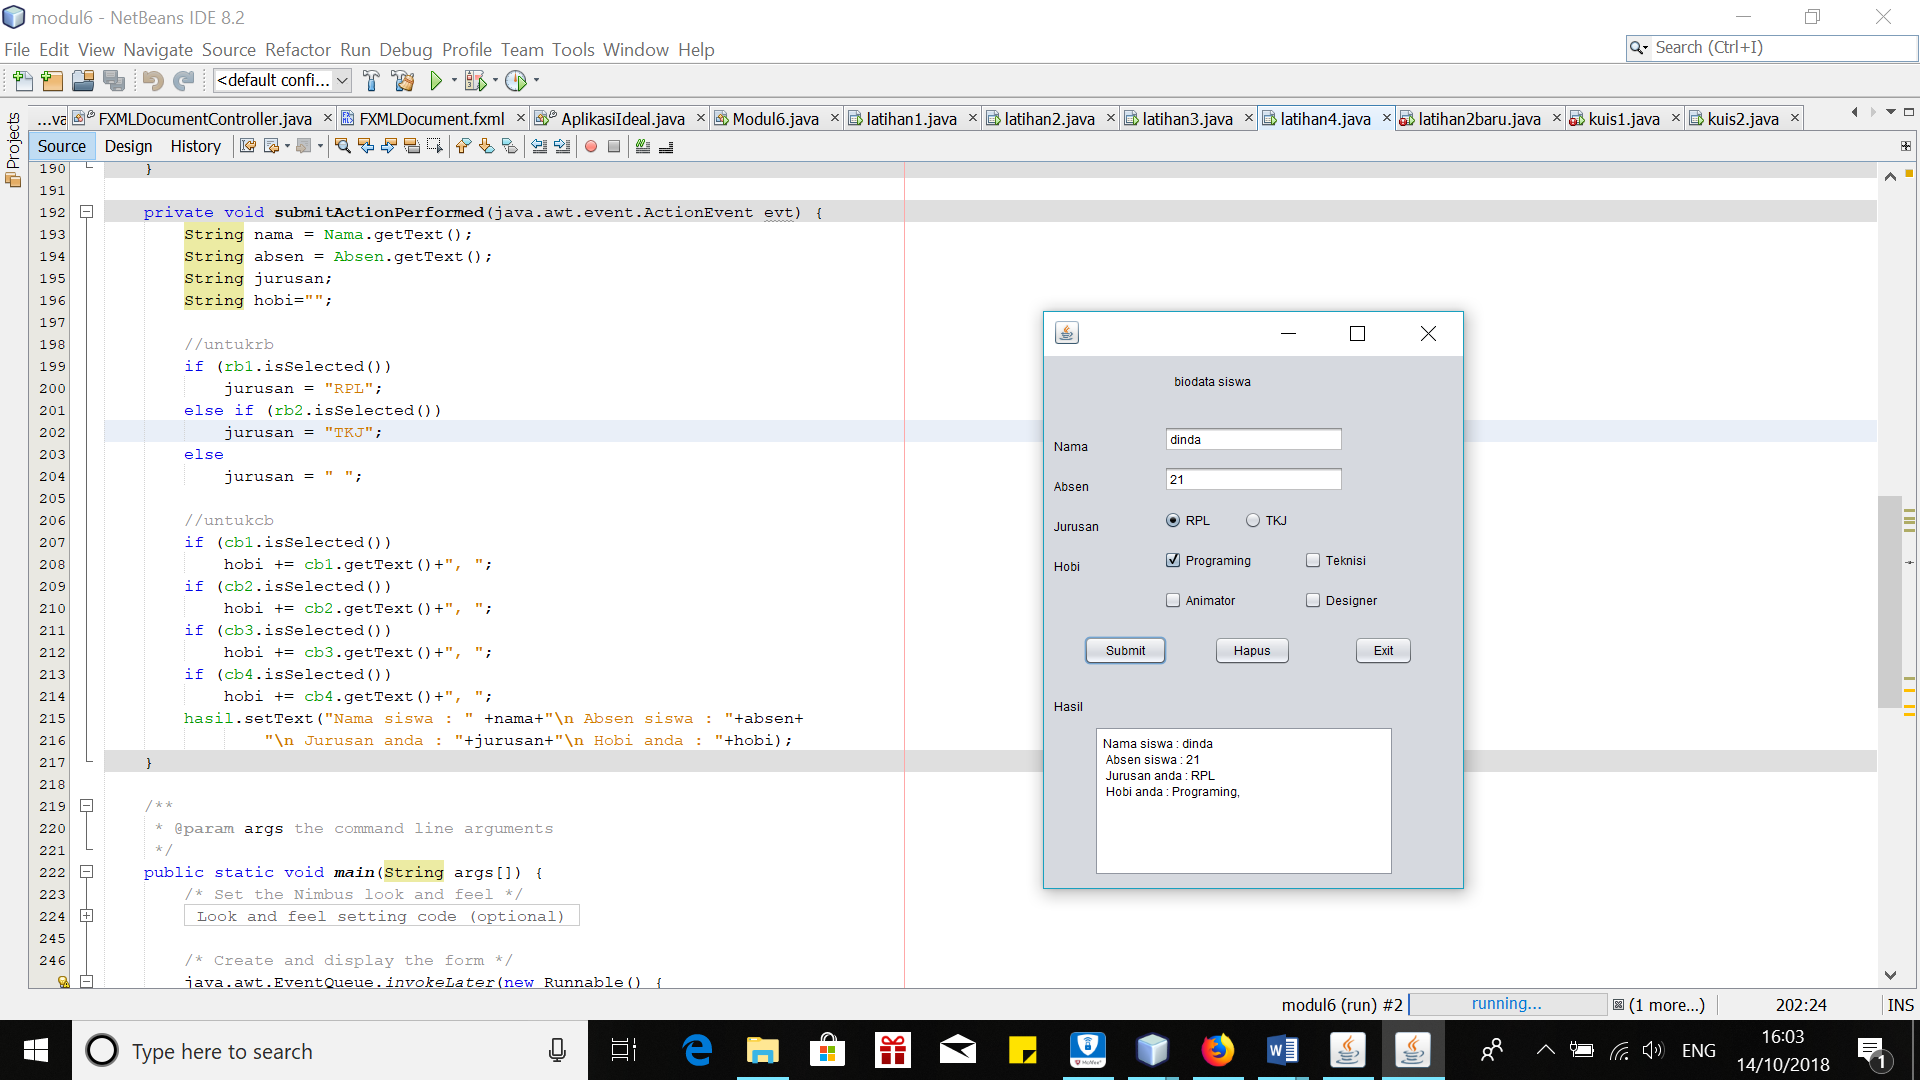 modul6 - NetBeans IDE 8.2
File Edit View Navigate Source Refactor Run Debug Profile Team Tools Window Help
Search (Ctrl+I)
<default confi...
...va FXMLDocumentController.java FXMLDocument.fxml AplikasiIdeal.java Modul6.java latihan1.java latihan2.java latihan3.java latihan4.java latihan2baru.java kuis1.java kuis2.java
Projects
Source Design History
190 }
191
192 private void submitActionPerformed(java.awt.event.ActionEvent evt) {
193 String nama = Nama.getText();
194 String absen = Absen.getText();
195 String jurusan;
196 String hobi="";
197
198 //untukrb
199 if (rb1.isSelected())
200 jurusan = "RPL";
201 else if (rb2.isSelected())
202 jurusan = "TKJ";
203 else
204 jurusan = " ";
205
206 //untukcb
207 if (cb1.isSelected())
208 hobi += cb1.getText()+", ";
209 if (cb2.isSelected())
210 hobi += cb2.getText()+", ";
211 if (cb3.isSelected())
212 hobi += cb3.getText()+", ";
213 if (cb4.isSelected())
214 hobi += cb4.getText()+", ";
215 hasil.setText("Nama siswa : " +nama+"\n Absen siswa : "+absen+
216 "\n Jurusan anda : "+jurusan+"\n Hobi anda : "+hobi);
217 }
218
219 /**
220 * @param args the command line arguments
221 */
222 public static void main(String args[]) {
223 /* Set the Nimbus look and feel */
224 Look and feel setting code (optional)
245
246 /* Create and display the form */
java.awt.EventQueue.invokeLater(new Runnable() {
biodata siswa
Nama dinda
Absen 21
Jurusan RPL TKJ
Hobi Programing Teknisi
Animator Designer
Submit Hapus Exit
Hasil
Nama siswa : dinda
Absen siswa : 21
Jurusan anda : RPL
Hobi anda : Programing,
modul6 (run) #2 running... (1 more...) 202:24 INS
Type here to search
ENG
16:03
14/10/2018
1